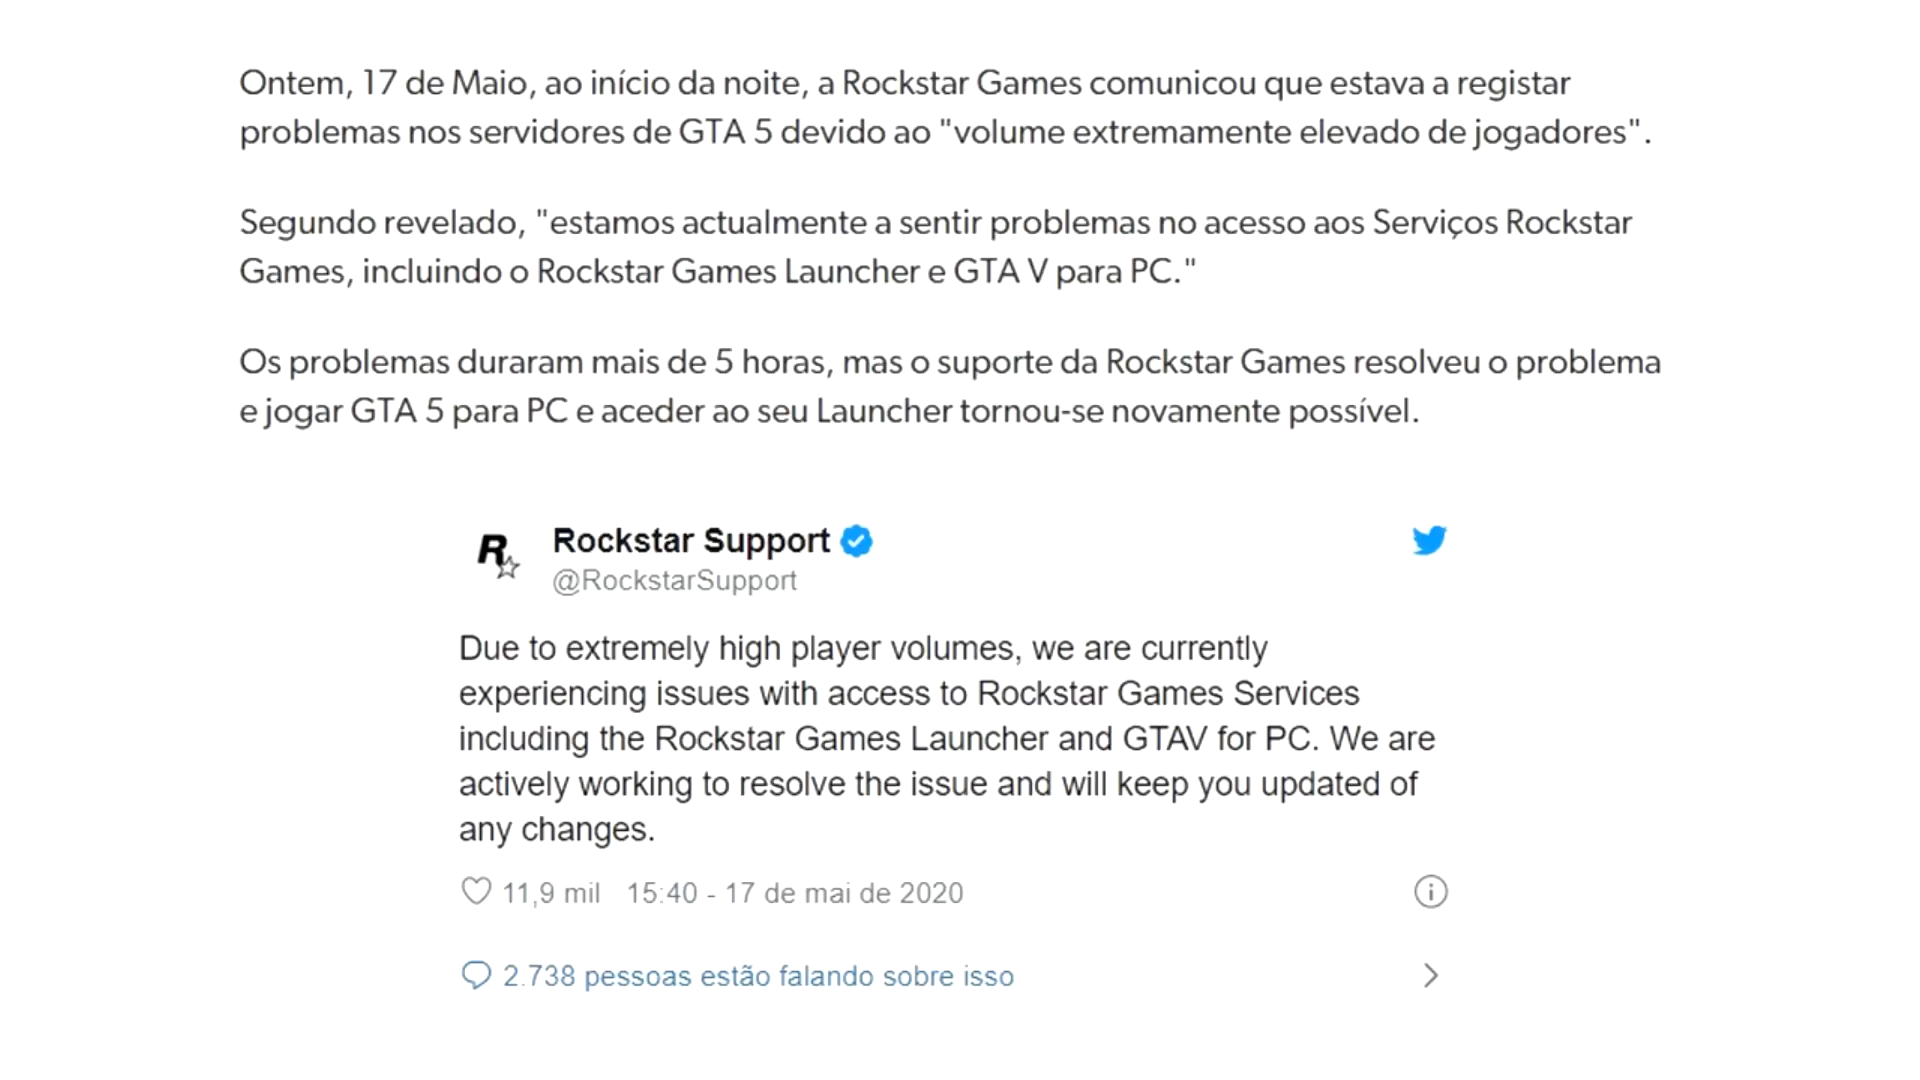 Ontem, 17 de Maio, ao início da noite, a Rockstar Games comunicou que estava a registar
problemas nos servidores de GTA 5 devido ao "volume extremamente elevado de jogadores".
Segundo revelado, "estamos actualmente a sentir problemas no acesso aos Serviços Rockstar
Games, incluindo o Rockstar Games Launcher e GTA V para PC."
Os problemas duraram mais de 5 horas, mas o suporte da Rockstar Games resolveu o problema
e jogar GTA 5 para PC e aceder ao seu Launcher tornou-se novamente possível.
R
Rockstar Support
@RockstarSupport
Due to extremely high player volumes, we are currently
experiencing issues with access to Rockstar Games Services
including the Rockstar Games Launcher and GTAV for PC. We are
actively working to resolve the issue and will keep you updated of
any changes.
11,9 mil 15:40 - 17 de mai de 2020
2.738 pessoas estão falando sobre isso